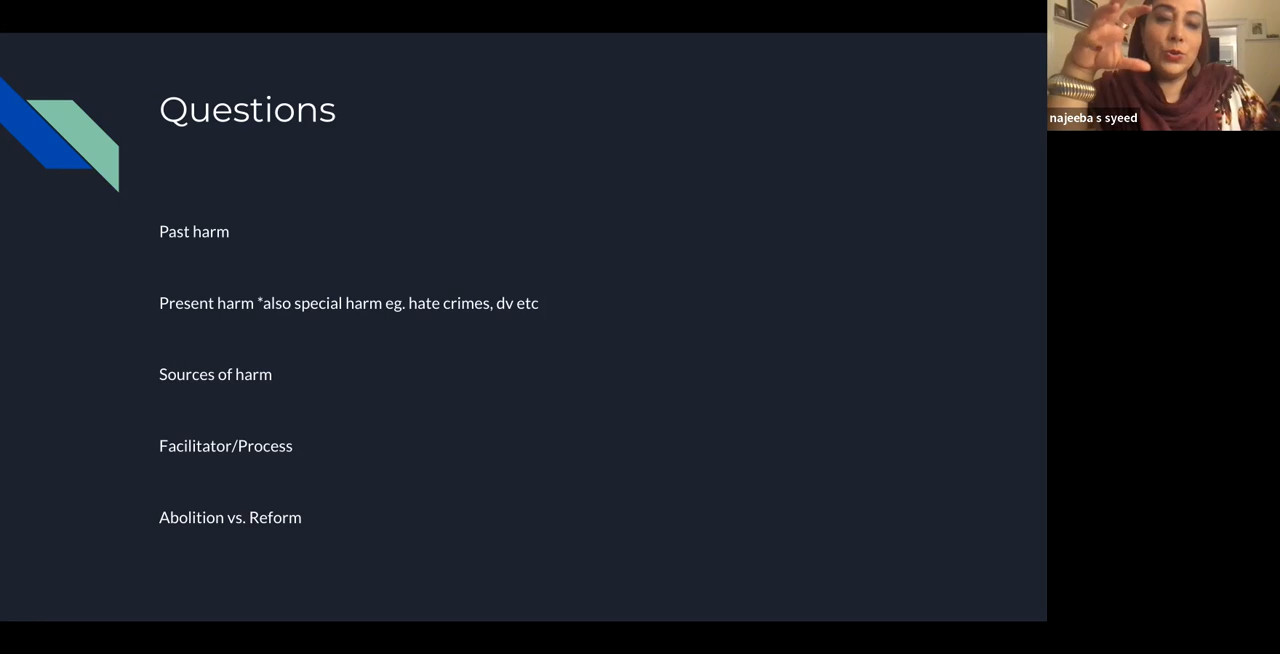 Questions
Past harm
Present harm *also special harm eg. hate crimes, dv etc
Sources of harm
Facilitator/Process
Abolition vs. Reform
najeeba s syeed